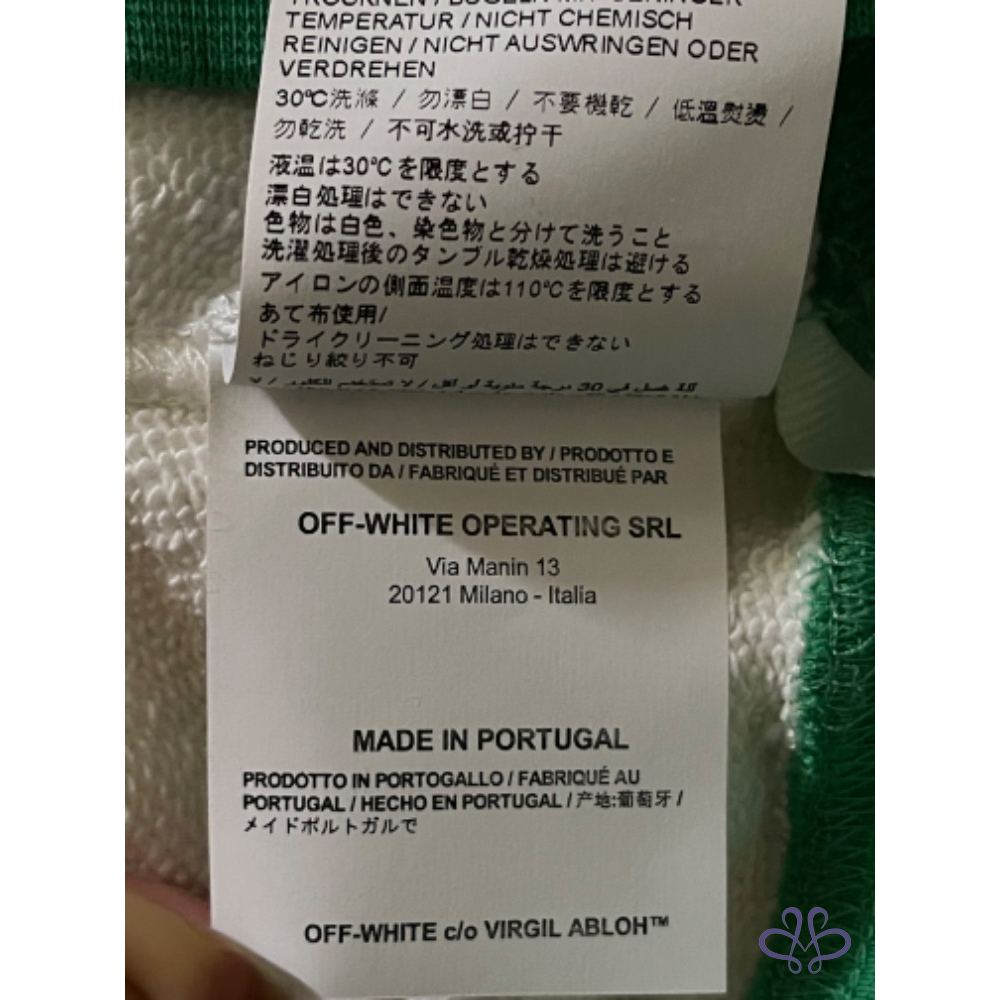 TROCKNEN / BÜGELN MIT GERINGER
TEMPERATUR / NICHT CHEMISCH
REINIGEN / NICHT AUSWRINGEN ODER
VERDREHEN
30℃洗滌 / 勿漂白 / 不要機乾 / 低溫熨燙 /
勿乾洗 / 不可水洗或拧干
液温は30℃を限度とする
漂白処理はできない
色物は白色、染色物と分けて洗うこと
洗濯処理後のタンブル乾燥処理は避ける
アイロンの側面温度は110℃を限度とする
あて布使用/
ドライクリーニング処理はできない
ねじり絞り不可
PRODUCED AND DISTRIBUTED BY / PRODOTTO E
DISTRIBUITO DA / FABRIQUÉ ET DISTRIBUÉ PAR
OFF-WHITE OPERATING SRL
Via Manin 13
20121 Milano - Italia
MADE IN PORTUGAL
PRODOTTO IN PORTOGALLO / FABRIQUÉ AU
PORTUGAL / HECHO EN PORTUGAL / 产地:葡萄牙 /
メイドポルトガルで
OFF-WHITE c/o VIRGIL ABLOH™